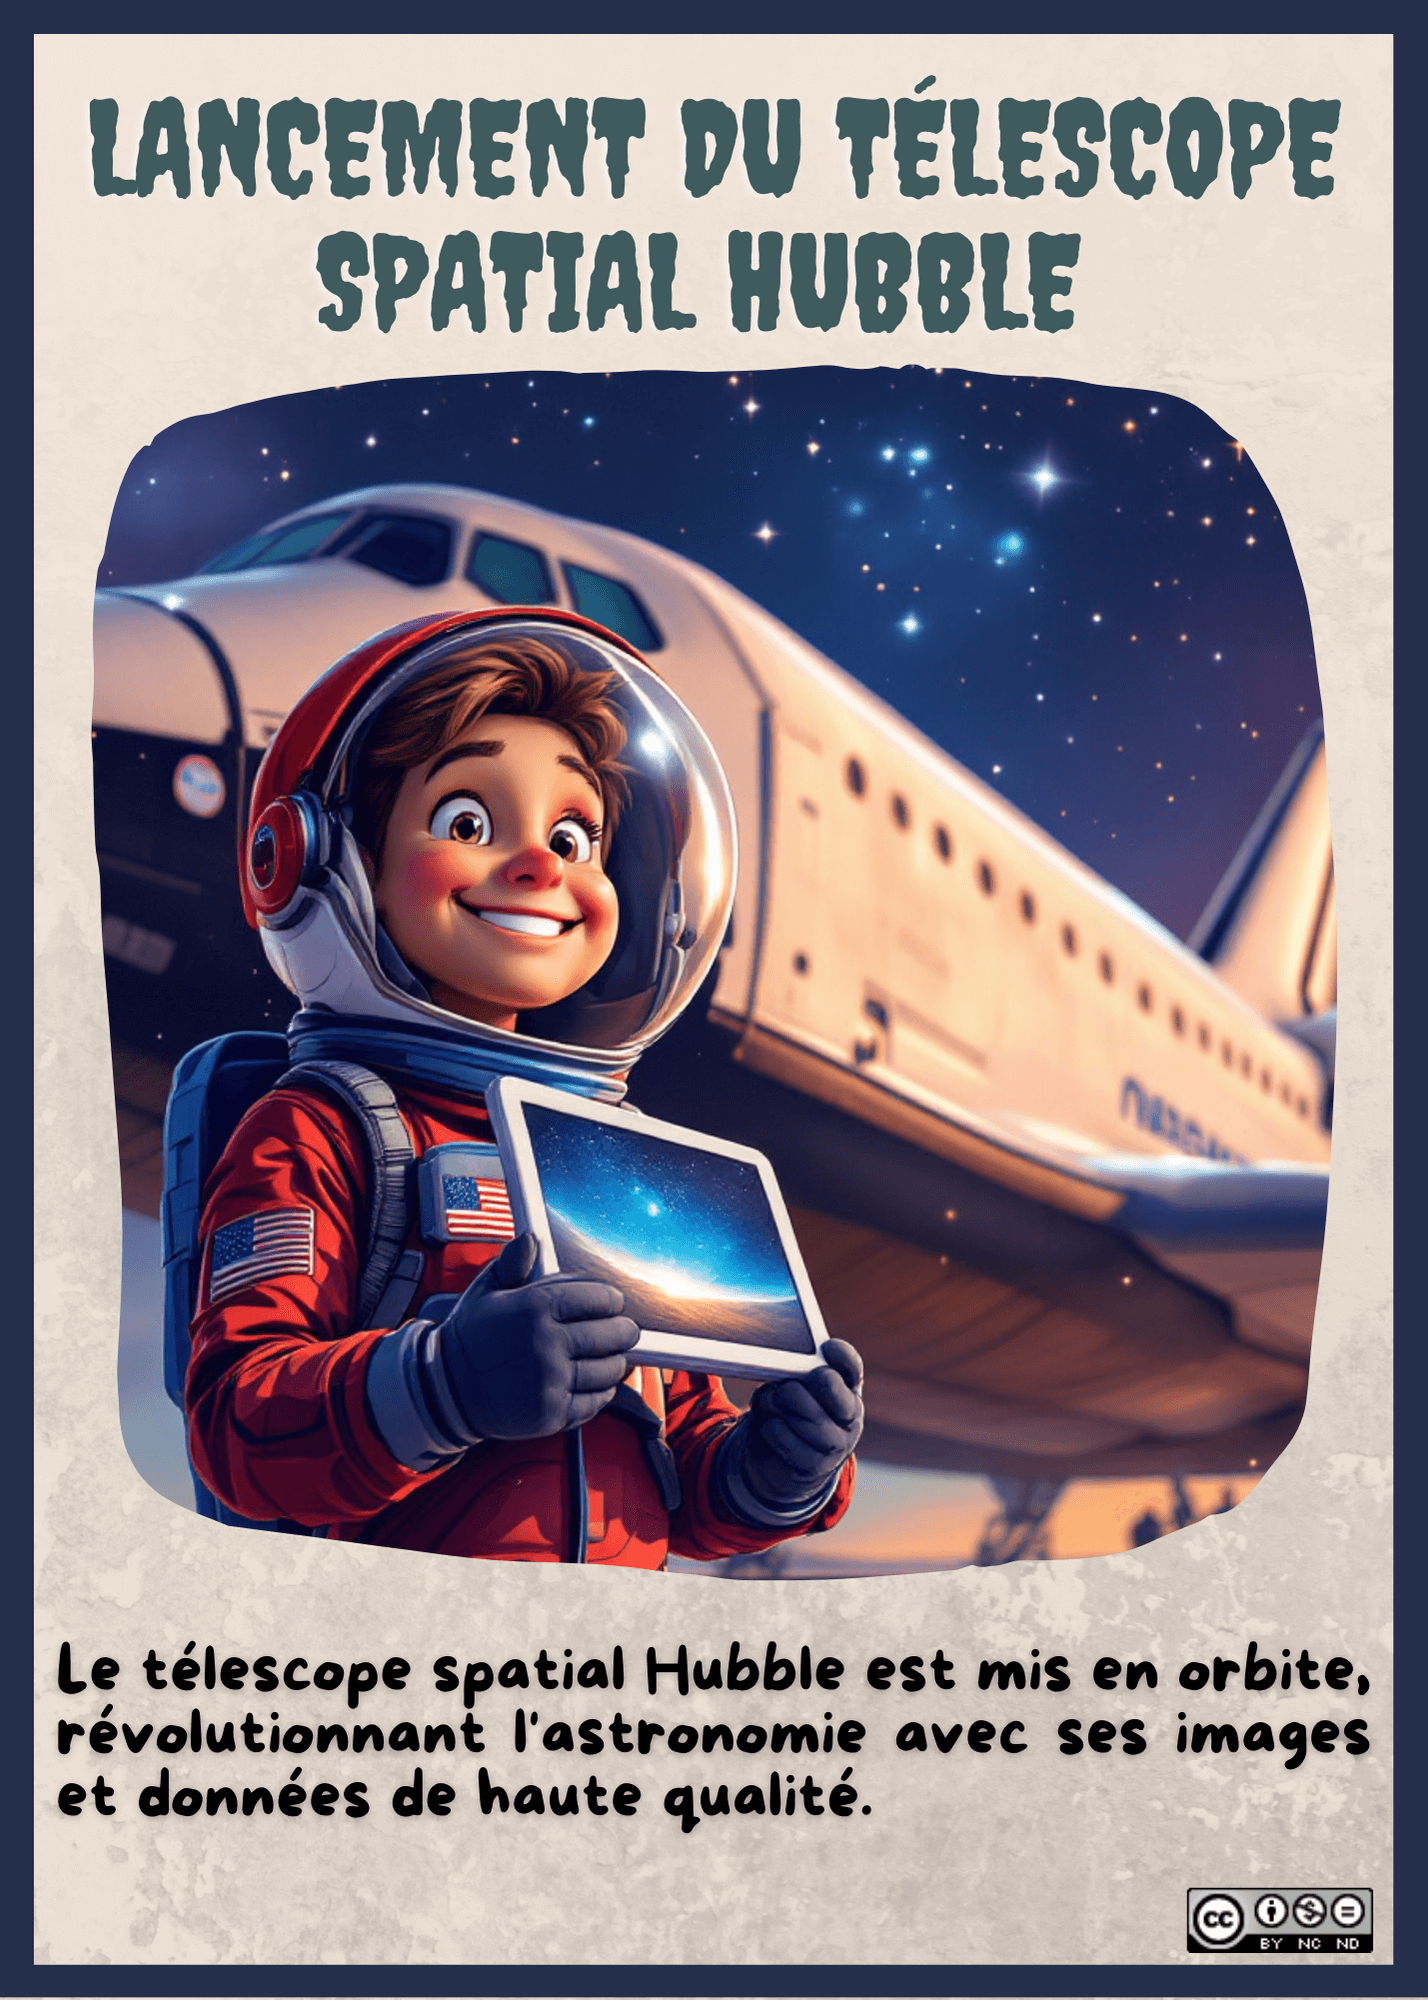 LANCEMENT DU TÉLESCOPE
SPATIAL HUBBLE
Le télescope spatial Hubble est mis en orbite,
révolutionnant l'astronomie avec ses images
et données de haute qualité.
cc
BY NC ND